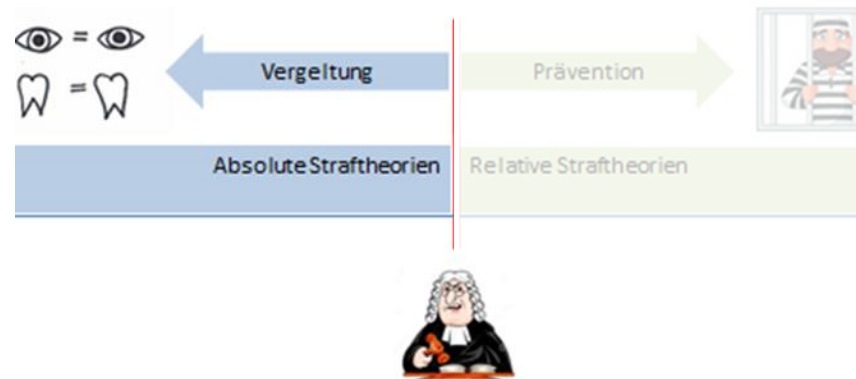 =
=
Vergeltung
Prävention
Absolute Straftheorien
Relative Straftheorien